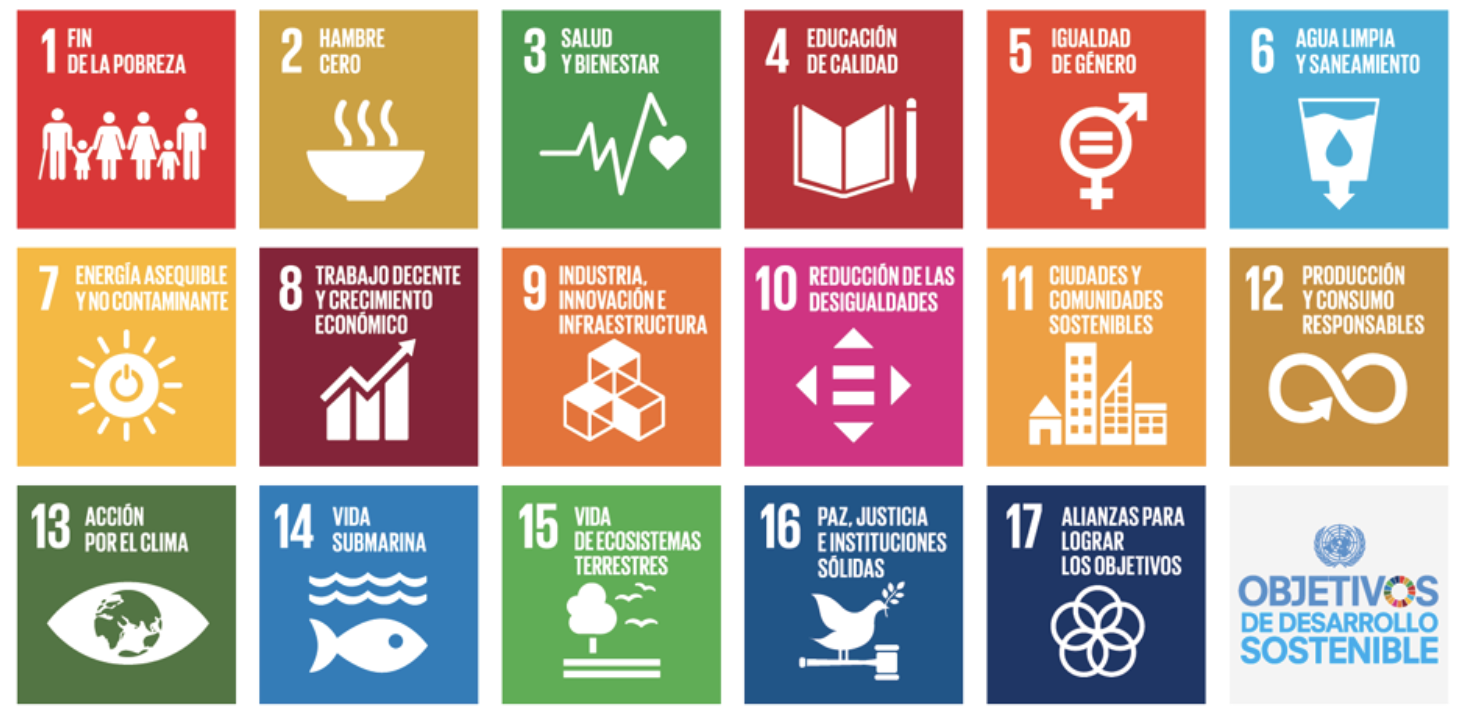 1 FIN
DE LA POBREZA
2 HAMBRE
CERO
3 SALUD
Y BIENESTAR
4 EDUCACIÓN
DE CALIDAD
5 IGUALDAD
DE GÉNERO
6 AGUA LIMPIA
Y SANEAMIENTO
7 ENERGÍA ASEQUIBLE
Y NO CONTAMINANTE
8 TRABAJO DECENTE
Y CRECIMIENTO
ECONÓMICO
9 INDUSTRIA,
INNOVACIÓN E
INFRAESTRUCTURA
10 REDUCCIÓN DE LAS
DESIGUALDADES
11 CIUDADES Y
COMUNIDADES
SOSTENIBLES
12 PRODUCCIÓN
Y CONSUMO
RESPONSABLES
13 ACCIÓN
POR EL CLIMA
14 VIDA
SUBMARINA
15 VIDA
DE ECOSISTEMAS
TERRESTRES
16 PAZ, JUSTICIA
E INSTITUCIONES
SÓLIDAS
17 ALIANZAS PARA
LOGRAR
LOS OBJETIVOS
OBJETIVOS
DE DESARROLLO
SOSTENIBLE